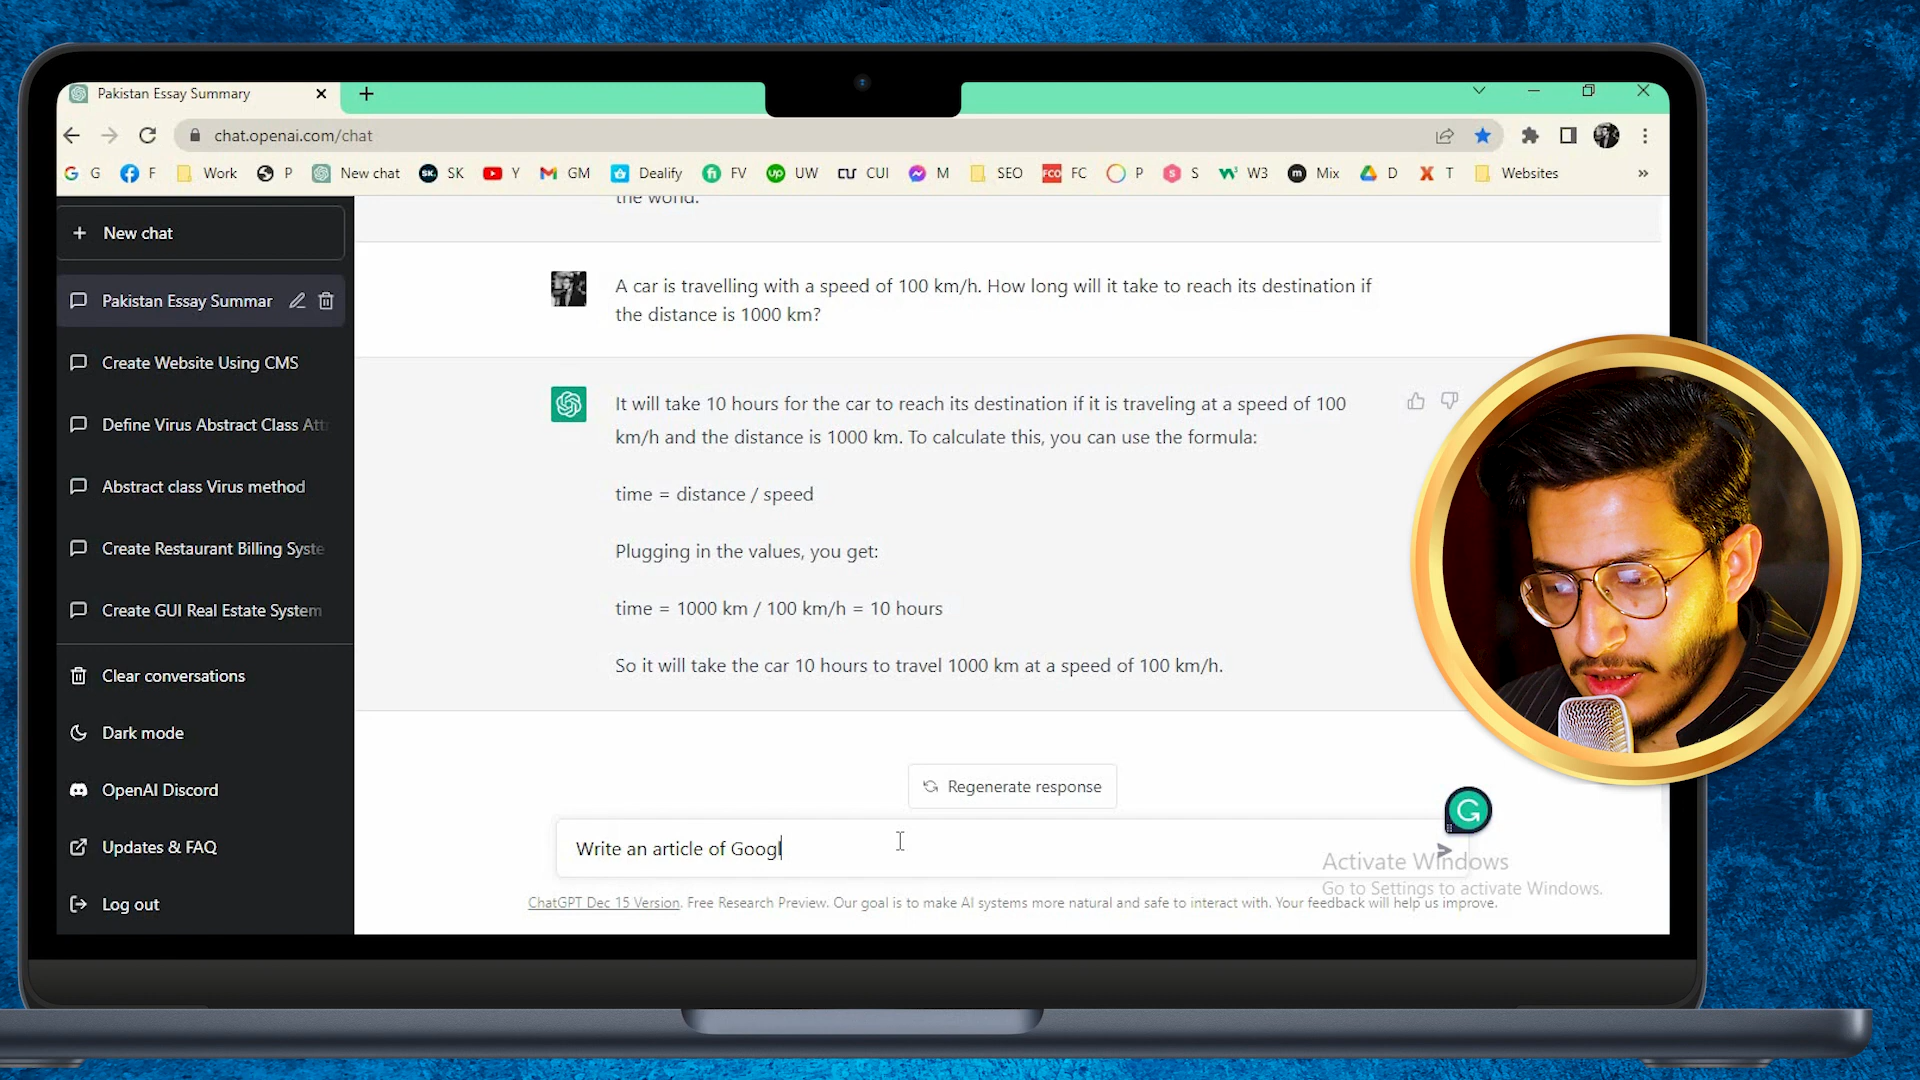 Pakistan Essay Summary
chat.openai.com/chat
G F Work P New chat SK Y GM Dealify FV UW CUI M SEO FC P S W3 Mix D T Websites »
the world.
New chat
Pakistan Essay Summar
Create Website Using CMS
Define Virus Abstract Class Att
Abstract class Virus method
Create Restaurant Billing Syste
Create GUI Real Estate System
Clear conversations
Dark mode
OpenAI Discord
Updates & FAQ
Log out
A car is travelling with a speed of 100 km/h. How long will it take to reach its destination if
the distance is 1000 km?
It will take 10 hours for the car to reach its destination if it is traveling at a speed of 100
km/h and the distance is 1000 km. To calculate this, you can use the formula:
time = distance / speed
Plugging in the values, you get:
time = 1000 km / 100 km/h = 10 hours
So it will take the car 10 hours to travel 1000 km at a speed of 100 km/h.
Regenerate response
Write an article of Googl
Activate Windows
Go to Settings to activate Windows.
ChatGPT Dec 15 Version. Free Research Preview. Our goal is to make AI systems more natural and safe to interact with. Your feedback will help us improve.